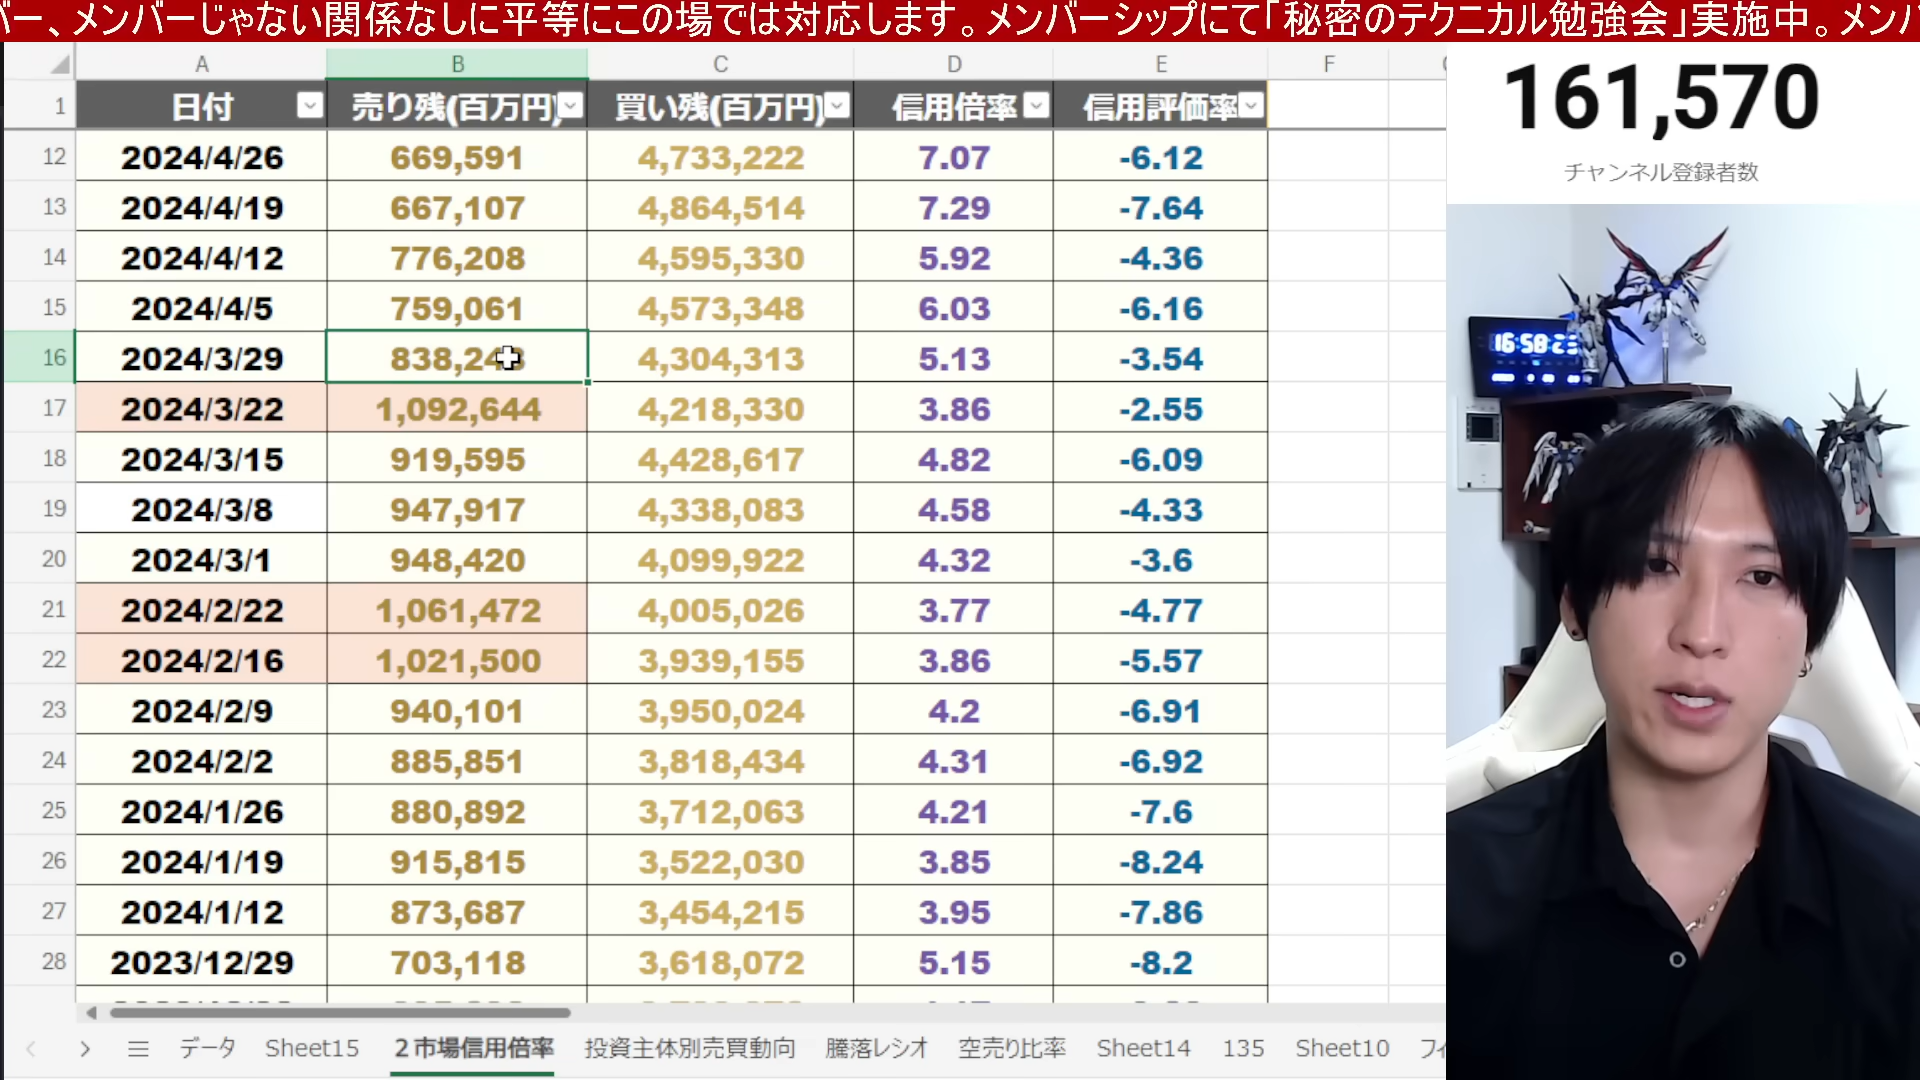 バー、メンバーじゃない関係なしに平等にこの場では対応します。メンバーシップにて「秘密のテクニカル勉強会」実施中。メンバ
A B C D E F
1 日付 売り残(百万円) 買い残(百万円) 信用倍率 信用評価率
12 2024/4/26 669,591 4,733,222 7.07 -6.12
13 2024/4/19 667,107 4,864,514 7.29 -7.64
14 2024/4/12 776,208 4,595,330 5.92 -4.36
15 2024/4/5 759,061 4,573,348 6.03 -6.16
16 2024/3/29 838,24 4,304,313 5.13 -3.54
17 2024/3/22 1,092,644 4,218,330 3.86 -2.55
18 2024/3/15 919,595 4,428,617 4.82 -6.09
19 2024/3/8 947,917 4,338,083 4.58 -4.33
20 2024/3/1 948,420 4,099,922 4.32 -3.6
21 2024/2/22 1,061,472 4,005,026 3.77 -4.77
22 2024/2/16 1,021,500 3,939,155 3.86 -5.57
23 2024/2/9 940,101 3,950,024 4.2 -6.91
24 2024/2/2 885,851 3,818,434 4.31 -6.92
25 2024/1/26 880,892 3,712,063 4.21 -7.6
26 2024/1/19 915,815 3,522,030 3.85 -8.24
27 2024/1/12 873,687 3,454,215 3.95 -7.86
28 2023/12/29 703,118 3,618,072 5.15 -8.2
データ Sheet15 2市場信用倍率 投資主体別売買動向 騰落レシオ 空売り比率 Sheet14 135 Sheet10 フィ
161,570
チャンネル登録者数
16:58